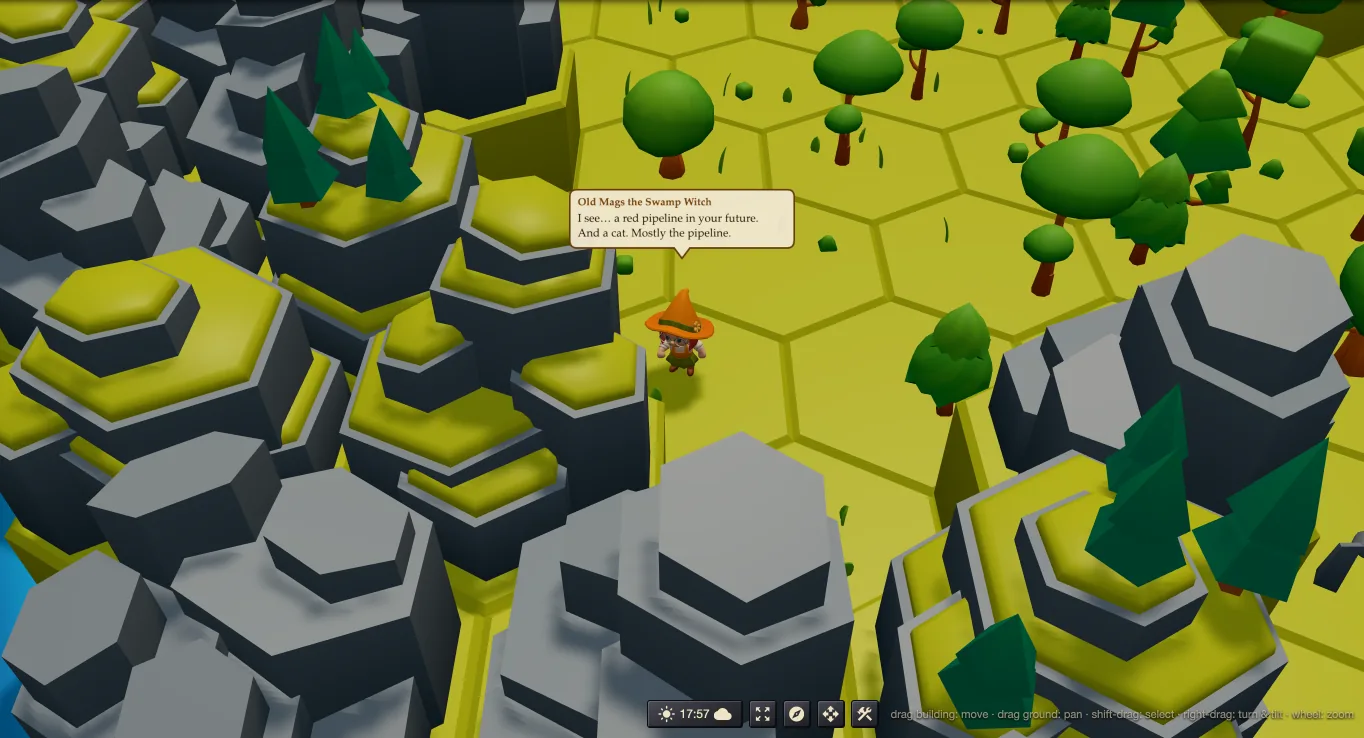 Old Mags the Swamp Witch
I see… a red pipeline in your future.
And a cat. Mostly the pipeline.
17:57
drag building: move · drag ground: pan · shift-drag: select · right-drag: turn & tilt · wheel: zoom